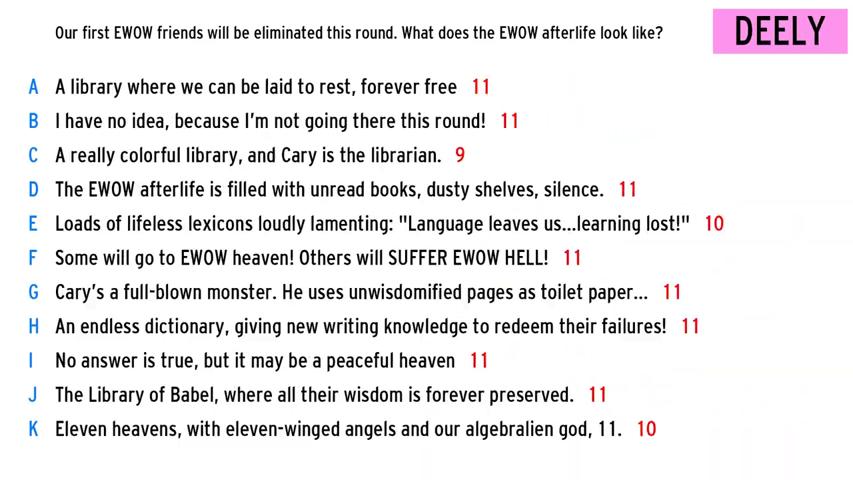 Our first EWOW friends will be eliminated this round. What does the EWOW afterlife look like?
DEELY
A A library where we can be laid to rest, forever free 11
B I have no idea, because I'm not going there this round! 11
C A really colorful library, and Cary is the librarian. 9
D The EWOW afterlife is filled with unread books, dusty shelves, silence. 11
E Loads of lifeless lexicons loudly lamenting: "Language leaves us...learning lost!" 10
F Some will go to EWOW heaven! Others will SUFFER EWOW HELL! 11
G Cary's a full-blown monster. He uses unwisdomified pages as toilet paper... 11
H An endless dictionary, giving new writing knowledge to redeem their failures! 11
I No answer is true, but it may be a peaceful heaven 11
J The Library of Babel, where all their wisdom is forever preserved. 11
K Eleven heavens, with eleven-winged angels and our algebralien god, 11. 10